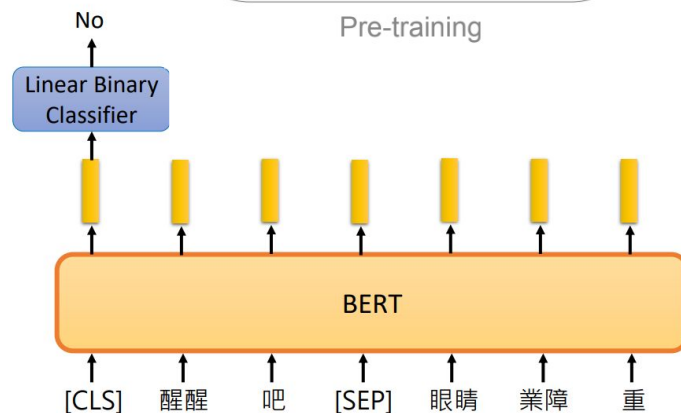 No
Pre-training
Linear Binary
Classifier
BERT
[CLS] 醒醒 吧 [SEP] 眼睛 業障 重